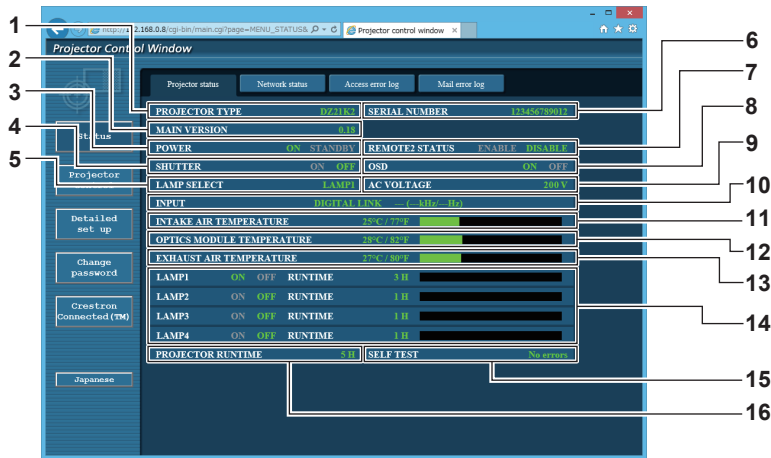 http://192.168.0.8/cgi-bin/main.cgi?page=MENU_STATUS&
Projector control window
Projector Control Window
Projector status Network status Access error log Mail error log
Status
Projector
Detailed
set up
Change
password
Crestron
Connected(TM)
Japanese
PROJECTOR TYPE DZ21K2 SERIAL NUMBER 123456789012
MAIN VERSION 0.18
POWER ON STANDBY REMOTE2 STATUS ENABLE DISABLE
SHUTTER ON OFF OSD ON OFF
LAMP SELECT LAMP1 AC VOLTAGE 200 V
INPUT DIGITAL LINK — (—kHz/—Hz)
INTAKE AIR TEMPERATURE 25°C / 77°F
OPTICS MODULE TEMPERATURE 28°C / 82°F
EXHAUST AIR TEMPERATURE 27°C / 80°F
LAMP1 ON OFF RUNTIME 3 H
LAMP2 ON OFF RUNTIME 1 H
LAMP3 ON OFF RUNTIME 1 H
LAMP4 ON OFF RUNTIME 1 H
PROJECTOR RUNTIME 5 H SELF TEST No errors
1
2
3
4
5
6
7
8
9
10
11
12
13
14
15
16